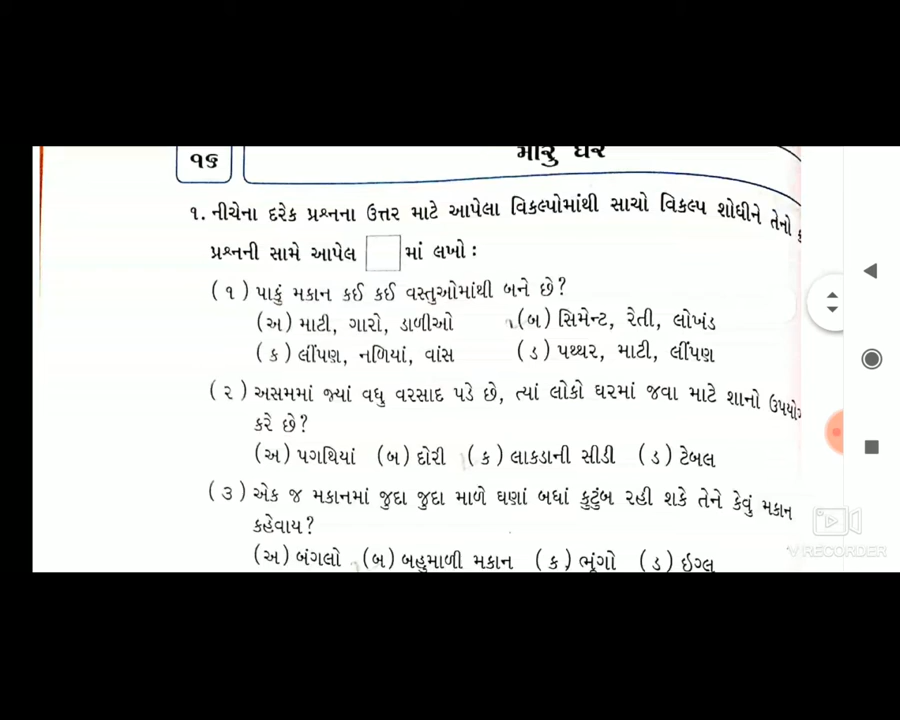 ૧૬
મારુ ઘર
૧. નીચેના દરેક પ્રશ્નના ઉત્તર માટે આપેલા વિકલ્પોમાંથી સાચો વિકલ્પ શોધીને તેનો
પ્રશ્નની સામે આપેલ માં લખો :
(૧) પાકું મકાન કઈ કઈ વસ્તુઓમાંથી બને છે?
(અ) માટી, ગારો, ડાળીઓ (બ) સિમેન્ટ, રેતી, લોખંડ
(ક) લીંપણ, નળિયાં, વાંસ (ડ) પથ્થર, માટી, લીંપણ
(૨) અસમમાં જ્યાં વધુ વરસાદ પડે છે, ત્યાં લોકો ઘરમાં જવા માટે શાનો ઉપયોગ
કરે છે?
(અ) પગથિયાં (બ) દોરી (ક) લાકડાની સીડી (ડ) ટેબલ
(૩) એક જ મકાનમાં જુદા જુદા માળે ઘણાં બધાં કુટુંબ રહી શકે તેને કેવું મકાન
કહેવાય?
(અ) બંગલો (બ) બહુમાળી મકાન (ક) ભૂંગો (ડ) ઇગ્લ
V RECORDER